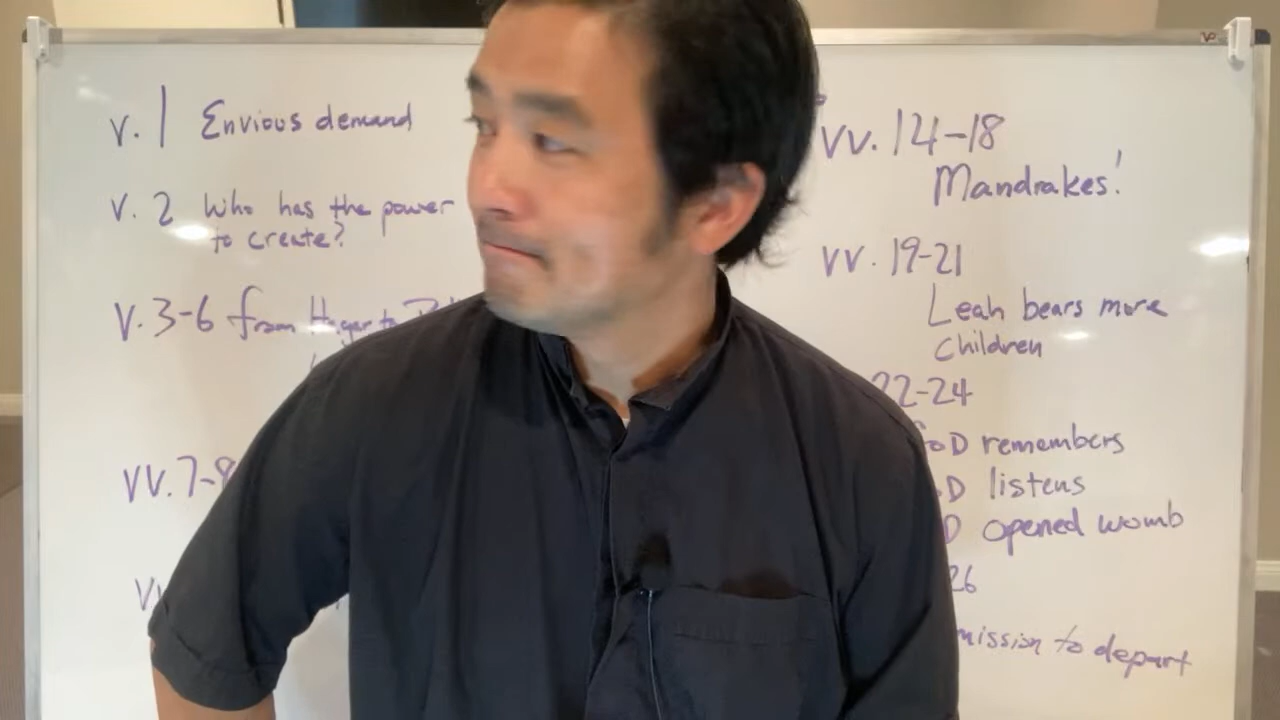 v. 1 Envious demand
v. 2 Who has the power
to create?
v. 3-6 from Hagar to
vv. 7-8
vv. 14-18
Mandrakes!
vv. 19-21
Leah bears more
children
22-24
GOD remembers
D listens
D opened womb
26
mission to depart